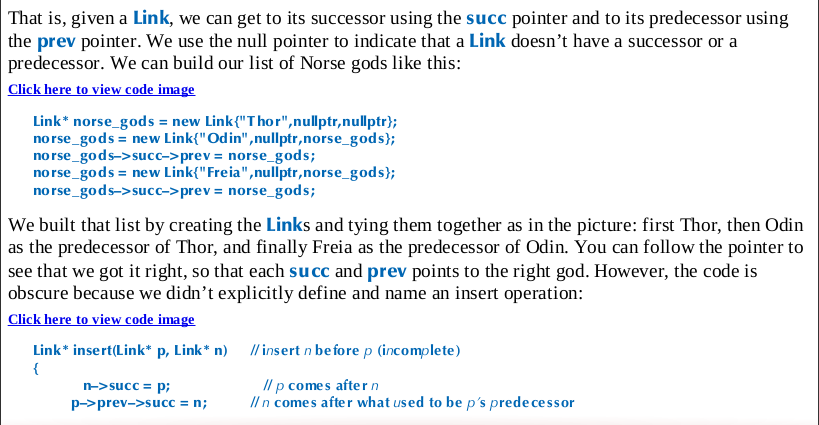 That is, given a Link, we can get to its successor using the succ pointer and to its predecessor using
the prev pointer. We use the null pointer to indicate that a Link doesn’t have a successor or a
predecessor. We can build our list of Norse gods like this:
Click here to view code image
Link* norse_gods = new Link{"Thor",nullptr,nullptr};
norse_gods = new Link{"Odin",nullptr,norse_gods};
norse_gods–>succ–>prev = norse_gods;
norse_gods = new Link{"Freia",nullptr,norse_gods};
norse_gods–>succ–>prev = norse_gods;
We built that list by creating the Links and tying them together as in the picture: first Thor, then Odin
as the predecessor of Thor, and finally Freia as the predecessor of Odin. You can follow the pointer to
see that we got it right, so that each succ and prev points to the right god. However, the code is
obscure because we didn’t explicitly define and name an insert operation:
Click here to view code image
Link* insert(Link* p, Link* n) // insert n before p (incomplete)
{
n–>succ = p; // p comes after n
p–>prev–>succ = n; // n comes after what used to be p’s predecessor